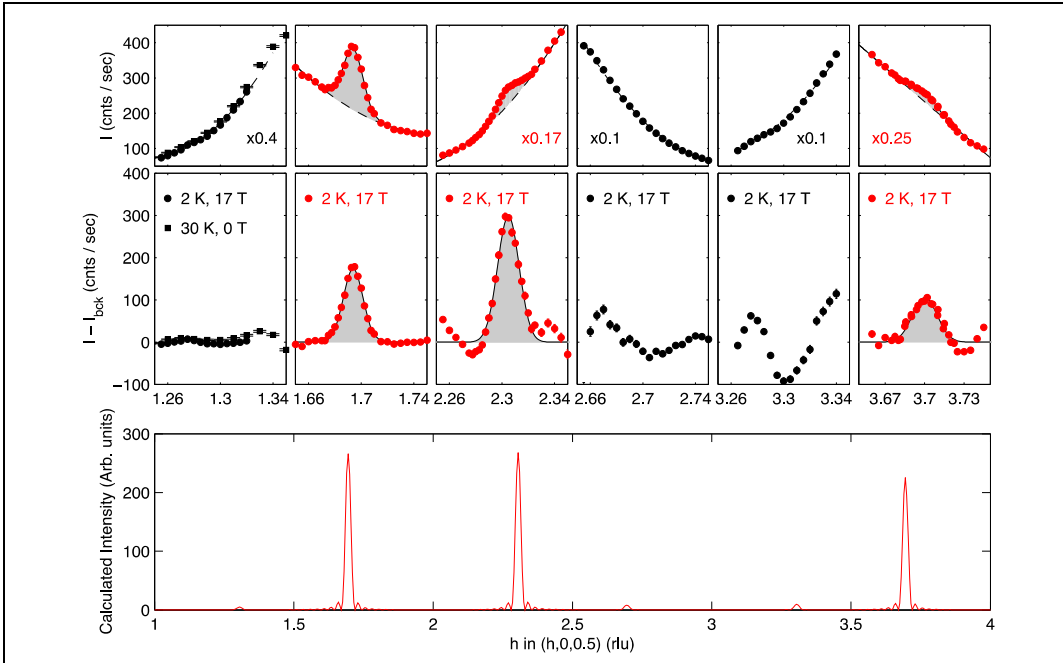 400
300
200
100
I (cnts / sec)
x0.4
x0.17
x0.1
x0.1
x0.25
400
300
200
100
0
−100
I − I_bck (cnts / sec)
2 K, 17 T
30 K, 0 T
2 K, 17 T
2 K, 17 T
2 K, 17 T
2 K, 17 T
2 K, 17 T
1.26 1.3 1.34
1.66 1.7 1.74
2.26 2.3 2.34
2.66 2.7 2.74
3.26 3.3 3.34
3.67 3.7 3.73
300
200
100
0
Calculated Intensity (Arb. units)
1 1.5 2 2.5 3 3.5 4
h in (h,0,0.5) (rlu)